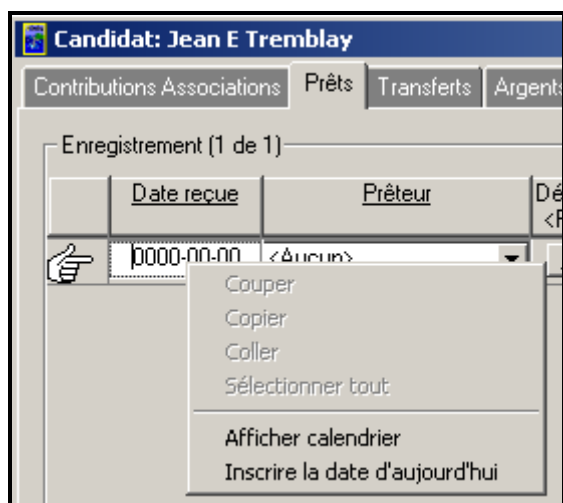 Candidat: Jean E Tremblay
Contributions Associations Prêts Transferts Argents
Enregistrement (1 de 1)
Date reçue Prêteur Dé
0000-00-00 <Aucun>
Couper
Copier
Coller
Sélectionner tout
Afficher calendrier
Inscrire la date d'aujourd'hui